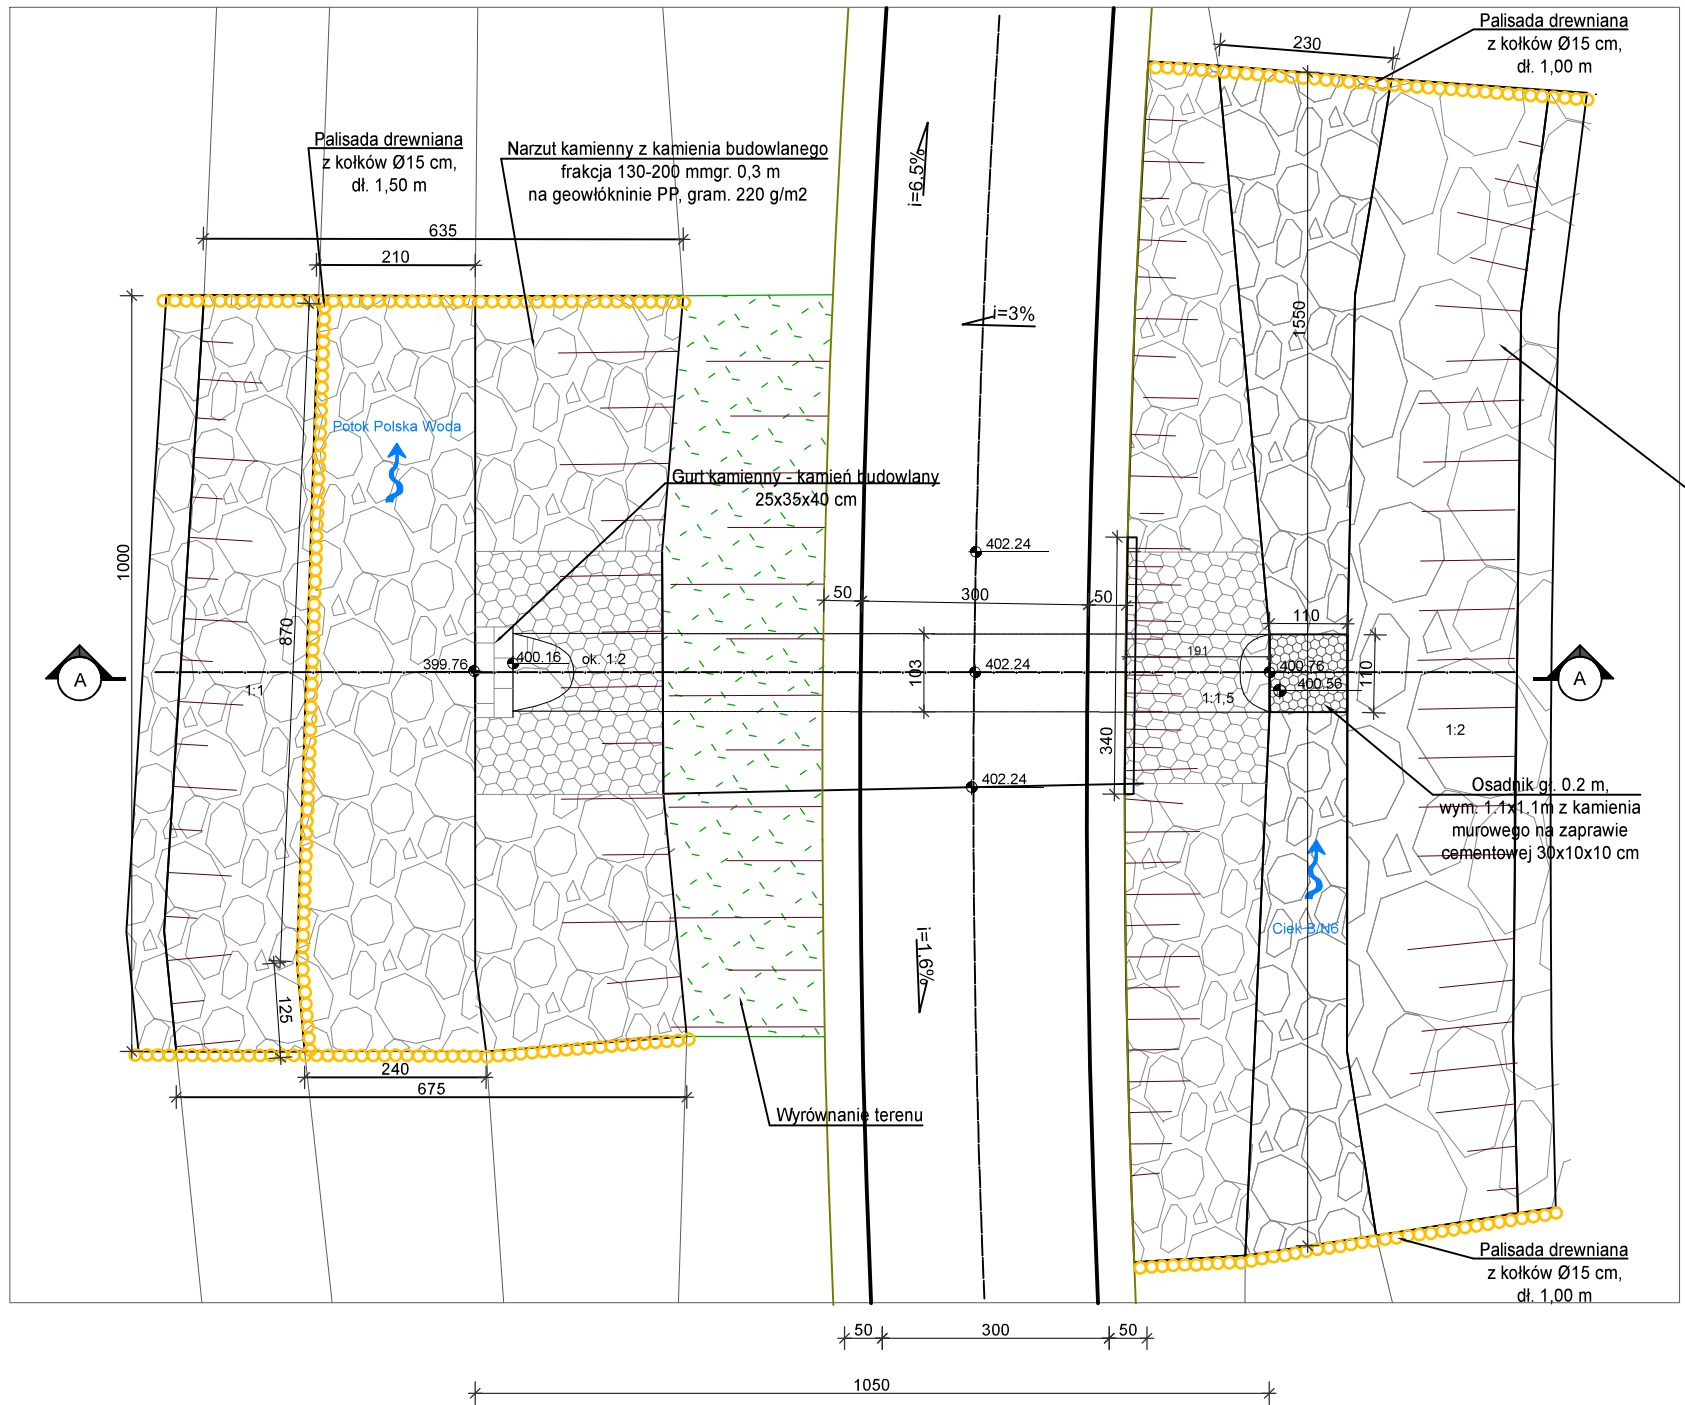 Palisada drewniana
z kołków Ø15 cm,
dł. 1,00 m
230
Palisada drewniana
z kołków Ø15 cm,
dł. 1,50 m
Narzut kamienny z kamienia budowlanego
frakcja 130-200 mmgr. 0,3 m
na geowłókninie PP, gram. 220 g/m2
i=6.5%
635
210
1550
i=3%
Potok Polska Woda
Gurt kamienny - kamień budowlany
25x35x40 cm
1000
402.24
50
300
50
110
870
399.76
400.16
ok. 1:2
103
402.24
191
400.76
400.56
110
A
A
1:1
1:1,5
1:2
340
402.24
Osadnik gł. 0.2 m,
wym. 1.1x1.1m z kamienia
murowego na zaprawie
cementowej 30x10x10 cm
Ciek B/N6
i=1,6%
125
240
675
Wyrównanie terenu
Palisada drewniana
z kołków Ø15 cm,
dł. 1,00 m
50
300
50
1050